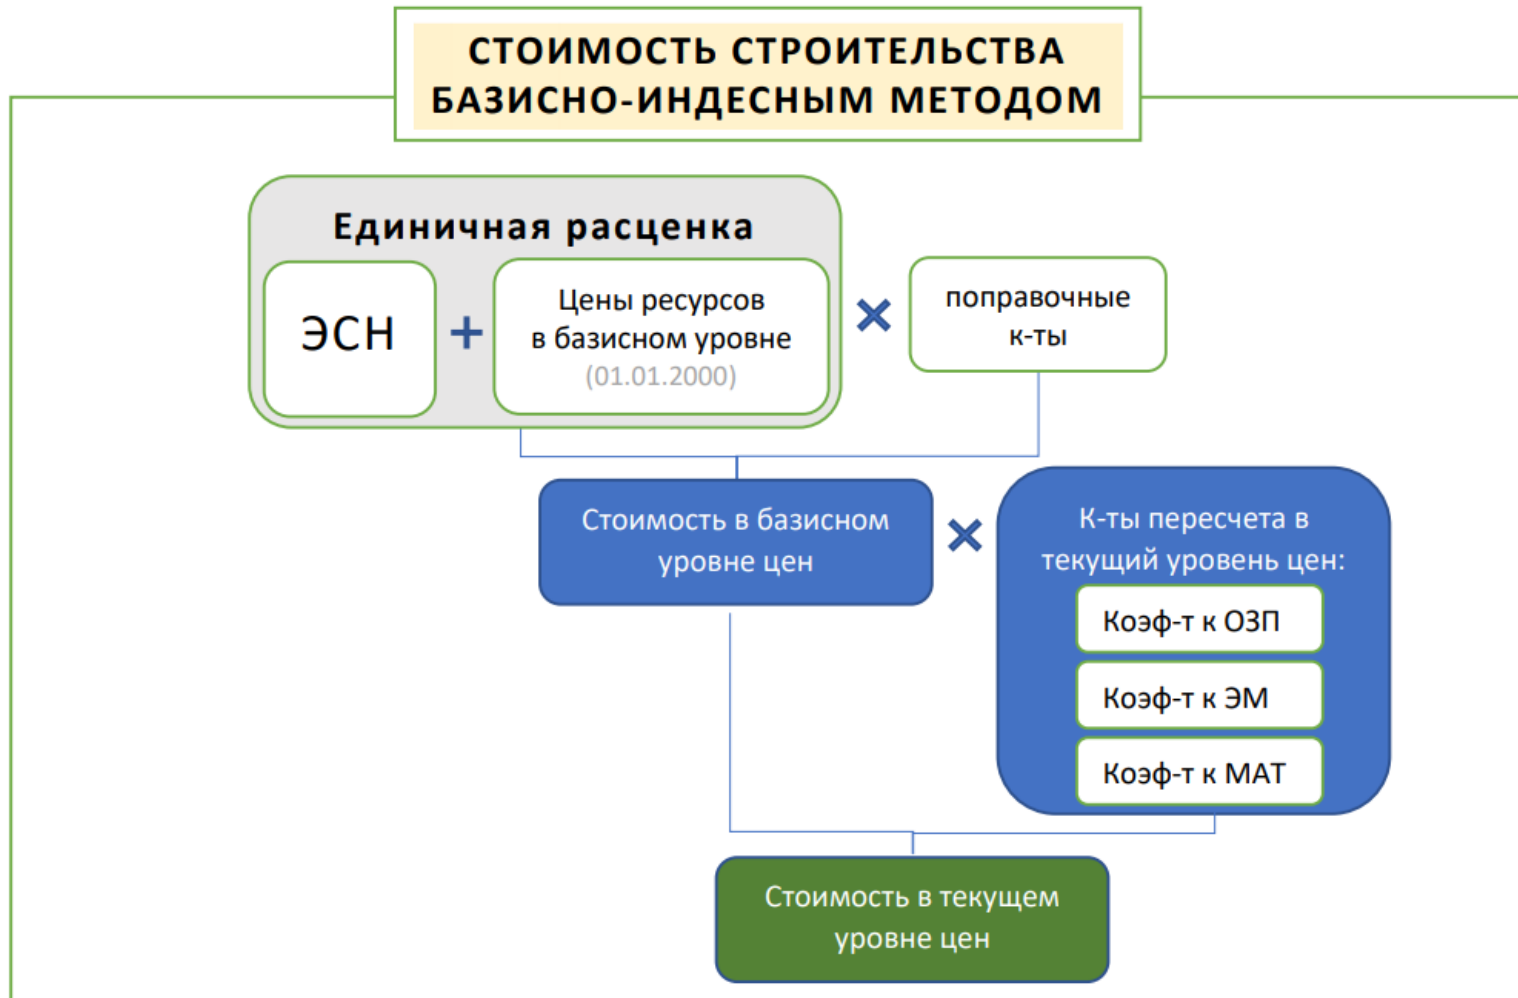 СТОИМОСТЬ СТРОИТЕЛЬСТВА
БАЗИСНО-ИНДЕСНЫМ МЕТОДОМ
Единичная расценка
ЭСН
+
Цены ресурсов
в базисном уровне
(01.01.2000)
×
поправочные
к-ты
Стоимость в базисном
уровне цен
×
К-ты пересчета в
текущий уровень цен:
Коэф-т к ОЗП
Коэф-т к ЭМ
Коэф-т к МАТ
Стоимость в текущем
уровне цен